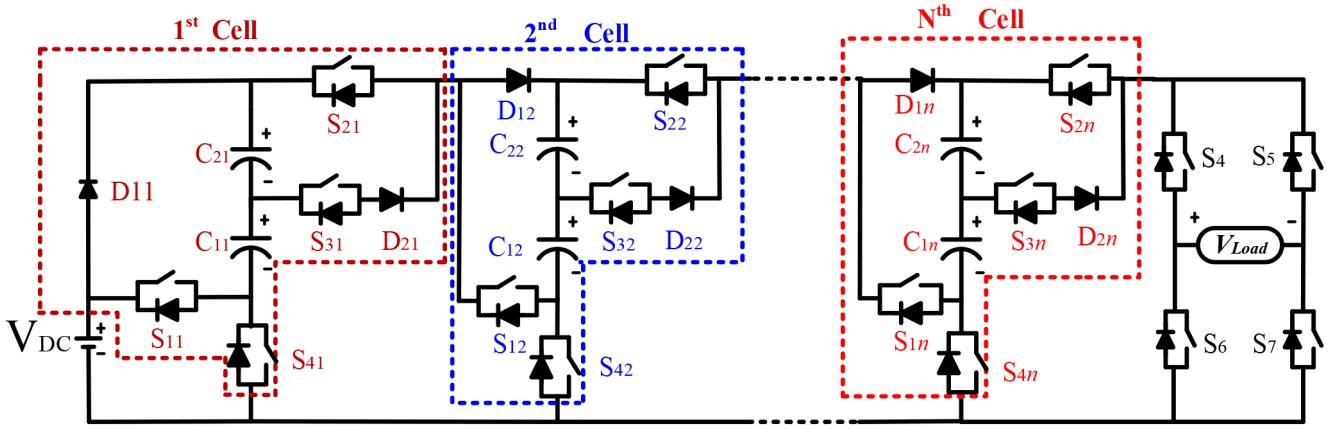 1st Cell
2nd Cell
Nth Cell
S21
D12
S22
D1n
S2n
C21
C22
C2n
S4
S5
D11
+
-
C11
S31
D21
C12
S32
D22
C1n
S3n
D2n
VLoad
+
-
S11
S12
S1n
VDC
+
-
S41
S42
S4n
S6
S7